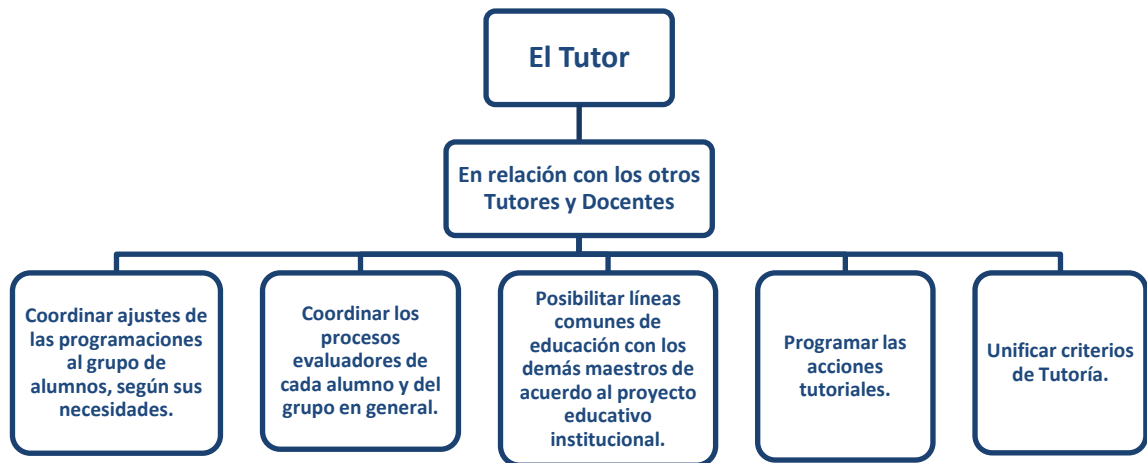 El Tutor
En relación con los otros
Tutores y Docentes
Coordinar ajustes de
las programaciones
al grupo de
alumnos, según sus
necesidades.
Coordinar los
procesos
evaluadores de
cada alumno y del
grupo en general.
Posibilitar líneas
comunes de
educación con los
demás maestros de
acuerdo al proyecto
educativo
institucional.
Programar las
acciones
tutoriales.
Unificar criterios
de Tutoría.